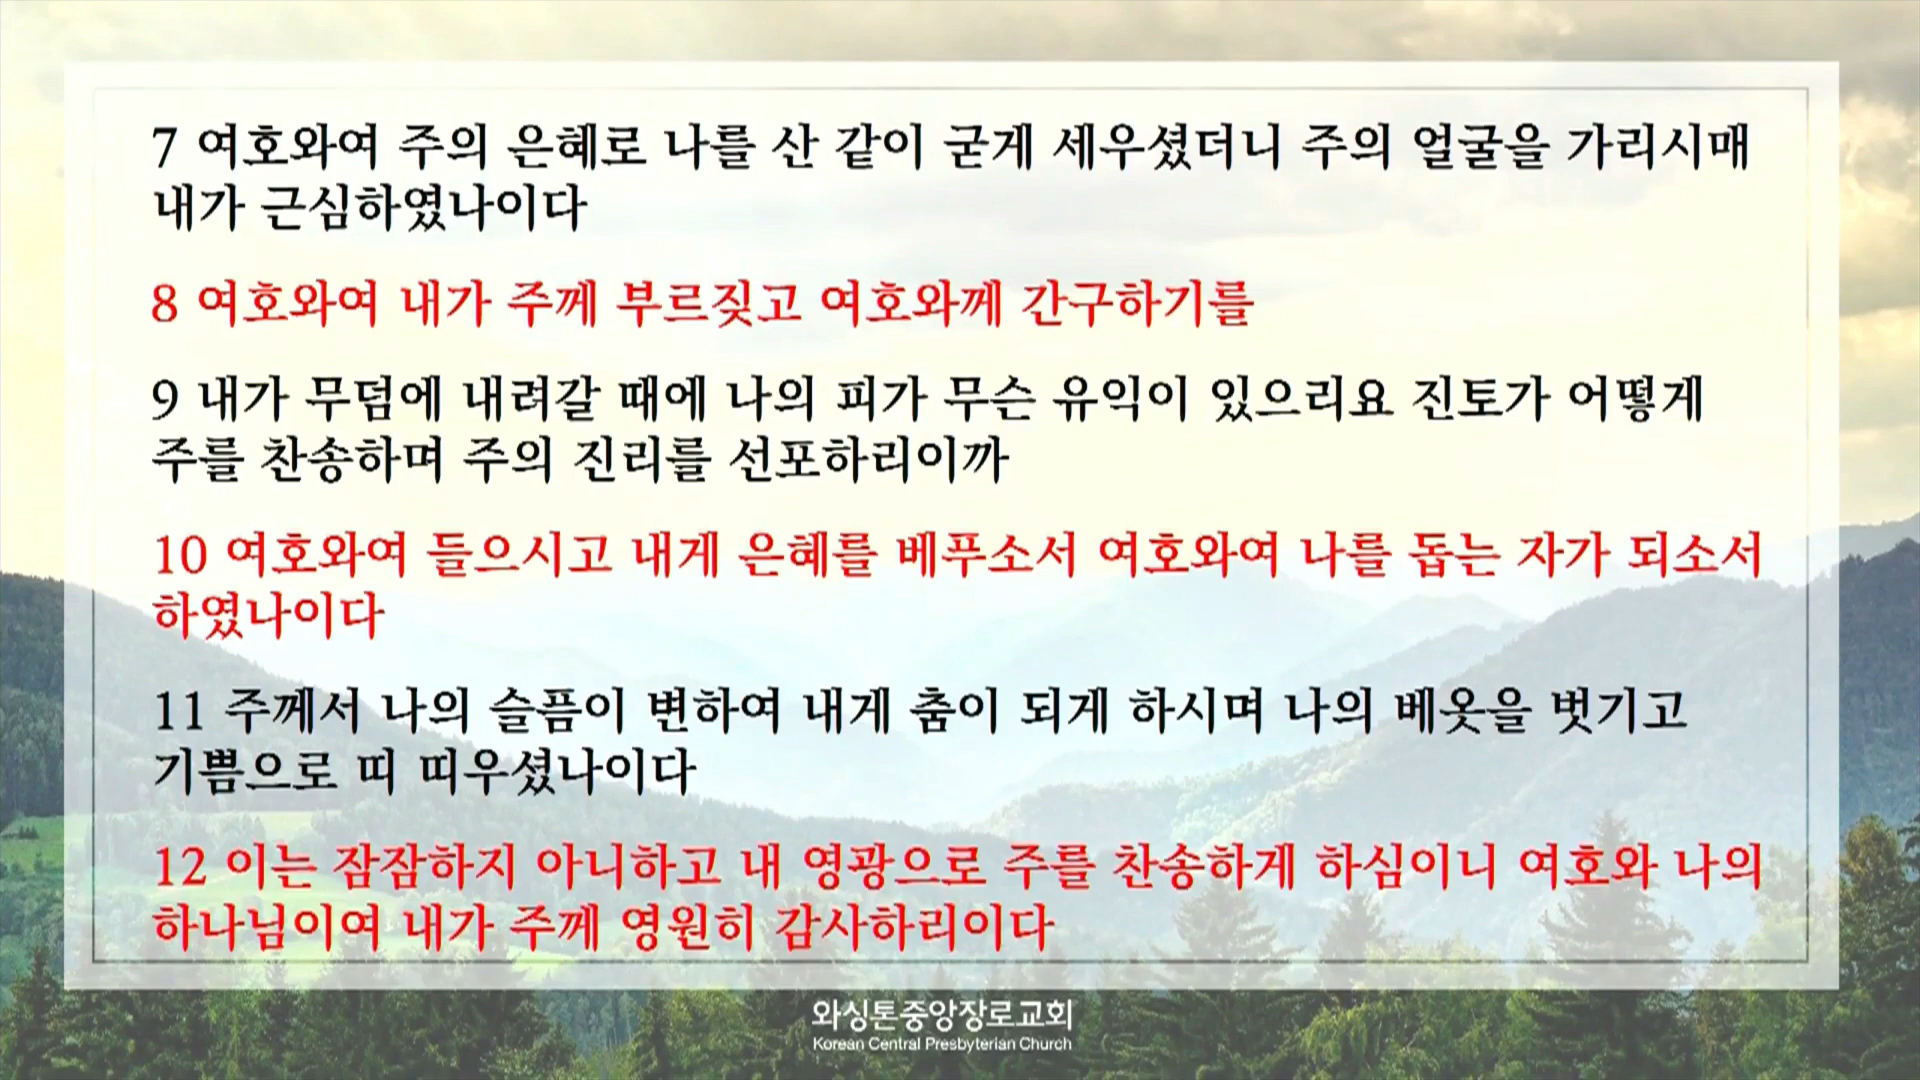 7 여호와여 주의 은혜로 나를 산 같이 굳게 세우셨더니 주의 얼굴을 가리시매
내가 근심하였나이다
8 여호와여 내가 주께 부르짖고 여호와께 간구하기를
9 내가 무덤에 내려갈 때에 나의 피가 무슨 유익이 있으리요 진토가 어떻게
주를 찬송하며 주의 진리를 선포하리이까
10 여호와여 들으시고 내게 은혜를 베푸소서 여호와여 나를 돕는 자가 되소서
하였나이다
11 주께서 나의 슬픔이 변하여 내게 춤이 되게 하시며 나의 베옷을 벗기고
기쁨으로 띠 띠우셨나이다
12 이는 잠잠하지 아니하고 내 영광으로 주를 찬송하게 하심이니 여호와 나의
하나님이여 내가 주께 영원히 감사하리이다
와싱톤중앙장로교회
Korean Central Presbyterian Church